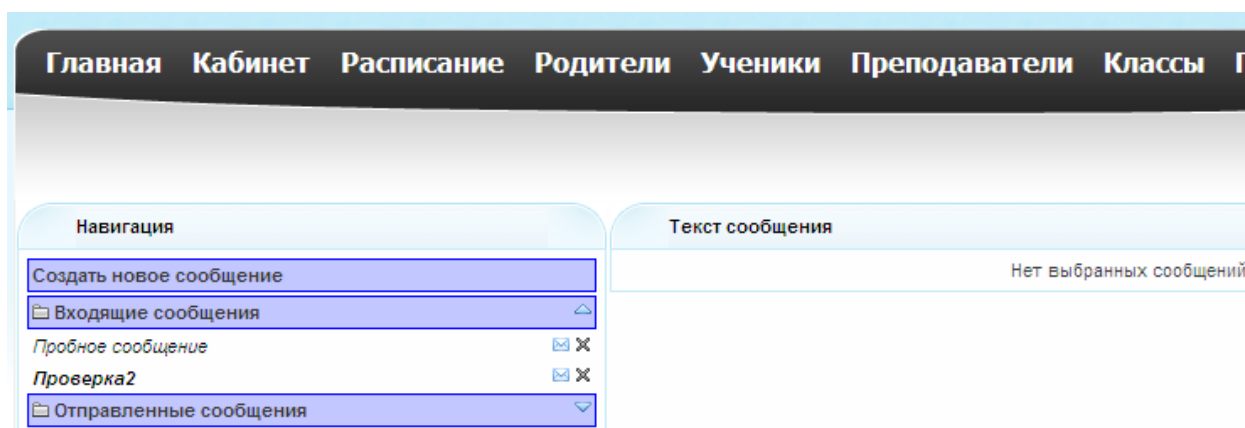 Главная Кабинет Расписание Родители Ученики Преподаватели Классы
Навигация
Создать новое сообщение
Входящие сообщения
Пробное сообщение
Проверка2
Отправленные сообщения
Текст сообщения
Нет выбранных сообщений